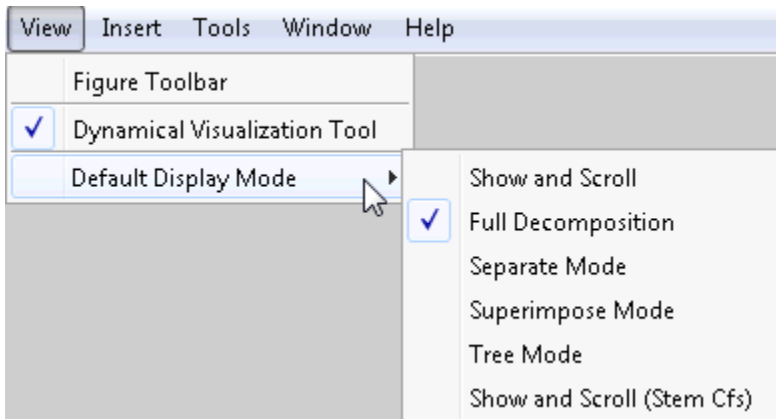 View Insert Tools Window Help
Figure Toolbar
Dynamical Visualization Tool
Default Display Mode
Show and Scroll
Full Decomposition
Separate Mode
Superimpose Mode
Tree Mode
Show and Scroll (Stem Cfs)